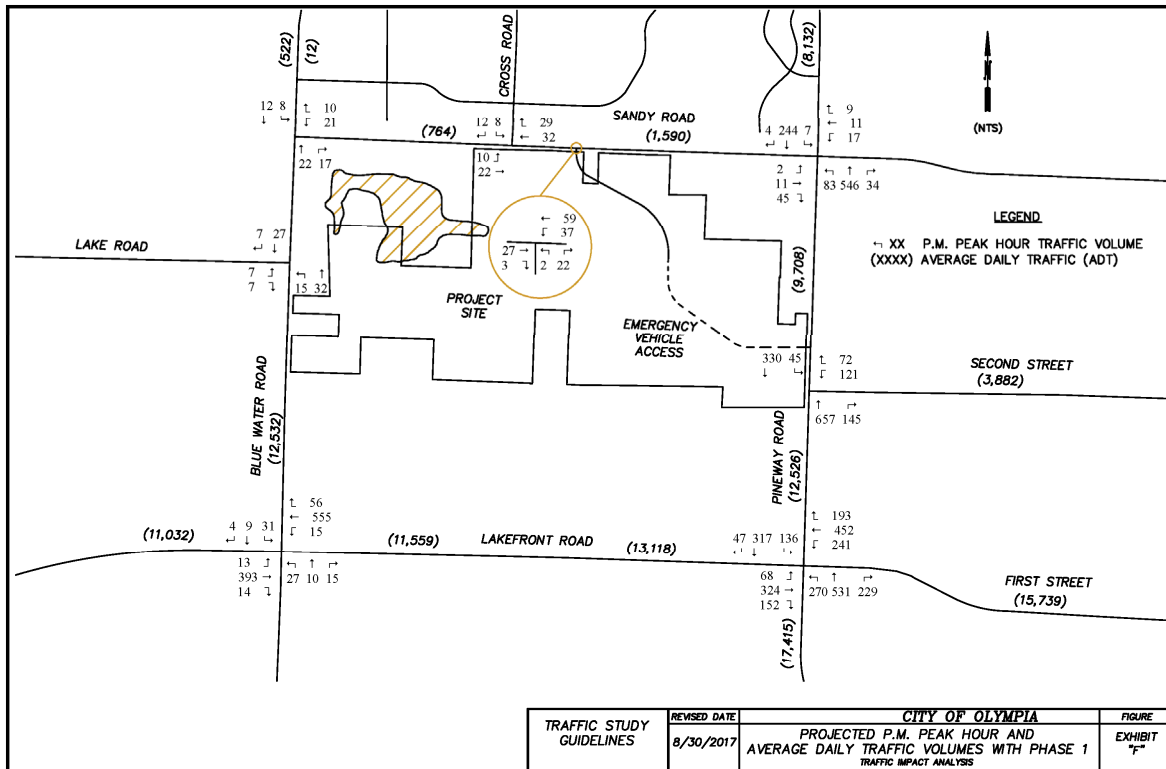 (522)
(12)
CROSS ROAD
(8,132)
N
(NTS)
12 8
↓ ↳
↑ 10
↓ 21
(764)
12 8
29
← 32
SANDY ROAD
(1,590)
4 244 7
9
← 11
17
↑
22 17
10
22 →
2
11 →
45
83 546 34
LEGEND
XX P.M. PEAK HOUR TRAFFIC VOLUME
(XXXX) AVERAGE DAILY TRAFFIC (ADT)
← 59
37
27 →
3 2 22
LAKE ROAD
7 27
7
7
15 32
PROJECT
SITE
(9,708)
EMERGENCY
VEHICLE
ACCESS
330 45
72
121
SECOND STREET
(3,882)
657 145
BLUE WATER ROAD
(12,532)
PINEWAY ROAD
(12,526)
(11,032)
4 9 31
56
← 555
15
(11,559)
LAKEFRONT ROAD
(13,118)
47 317 136
193
← 452
241
13
393 →
14
27 10 15
68
324 →
152
270 531 229
FIRST STREET
(15,739)
(17,415)
TRAFFIC STUDY
GUIDELINES
REVISED DATE
8/30/2017
CITY OF OLYMPIA
PROJECTED P.M. PEAK HOUR AND
AVERAGE DAILY TRAFFIC VOLUMES WITH PHASE 1
TRAFFIC IMPACT ANALYSIS
FIGURE
EXHIBIT
"F"